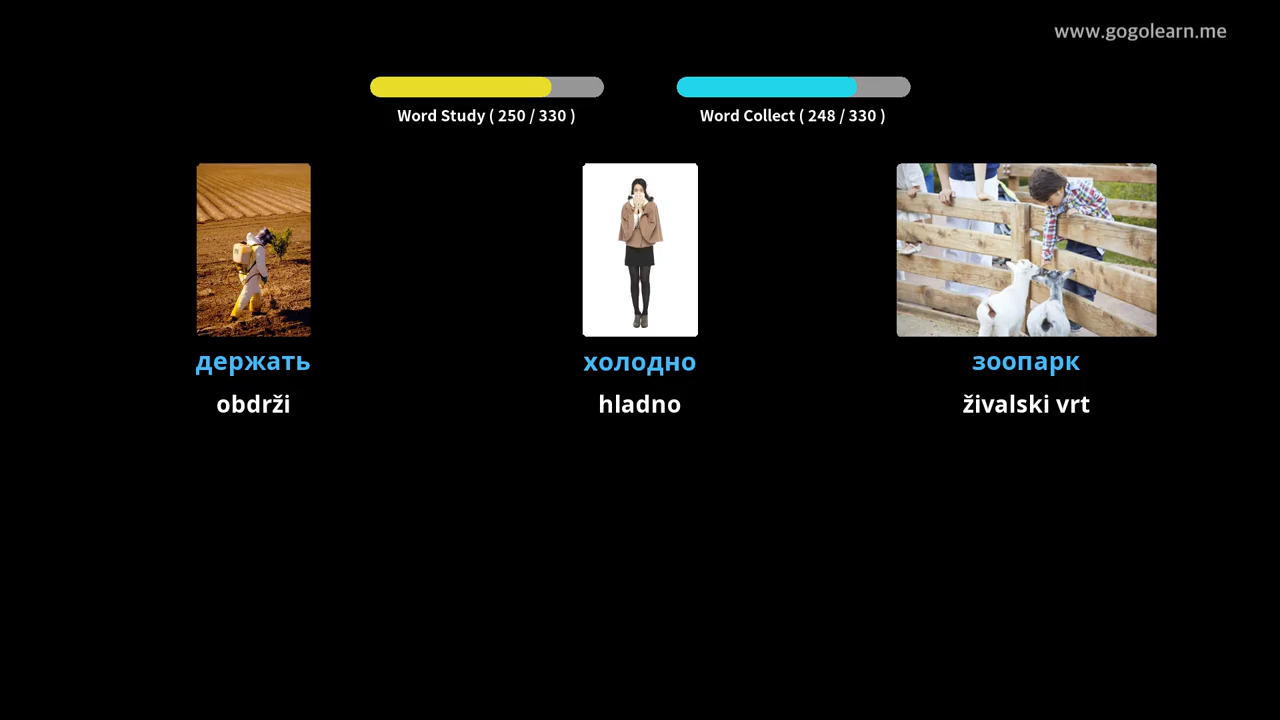 www.gogolearn.me
Word Study ( 250 / 330 )
Word Collect ( 248 / 330 )
держать
холодно
зоопарк
obdrži
hladno
živalski vrt